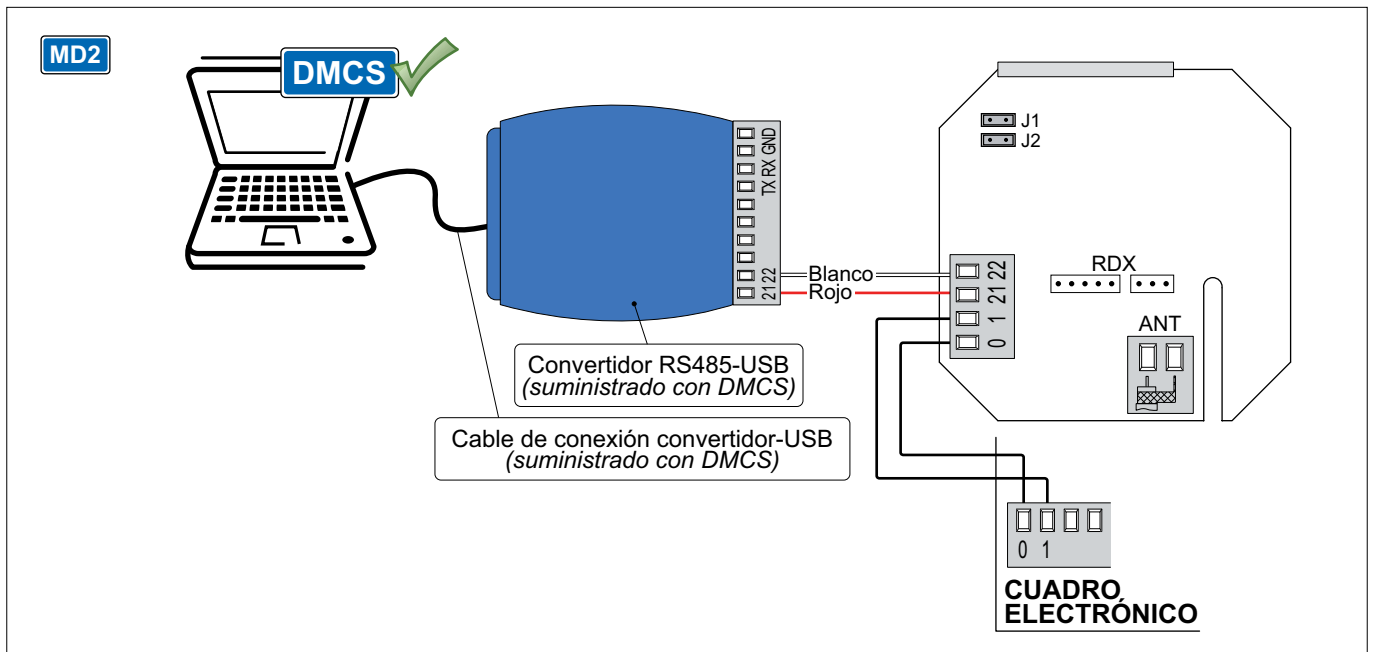 MD2
DMCS
TX RX GND
21 22
Blanco
Rojo
Convertidor RS485-USB
(suministrado con DMCS)
Cable de conexión convertidor-USB
(suministrado con DMCS)
J1
J2
0 1 21 22
RDX
ANT
0 1
CUADRO
ELECTRÓNICO